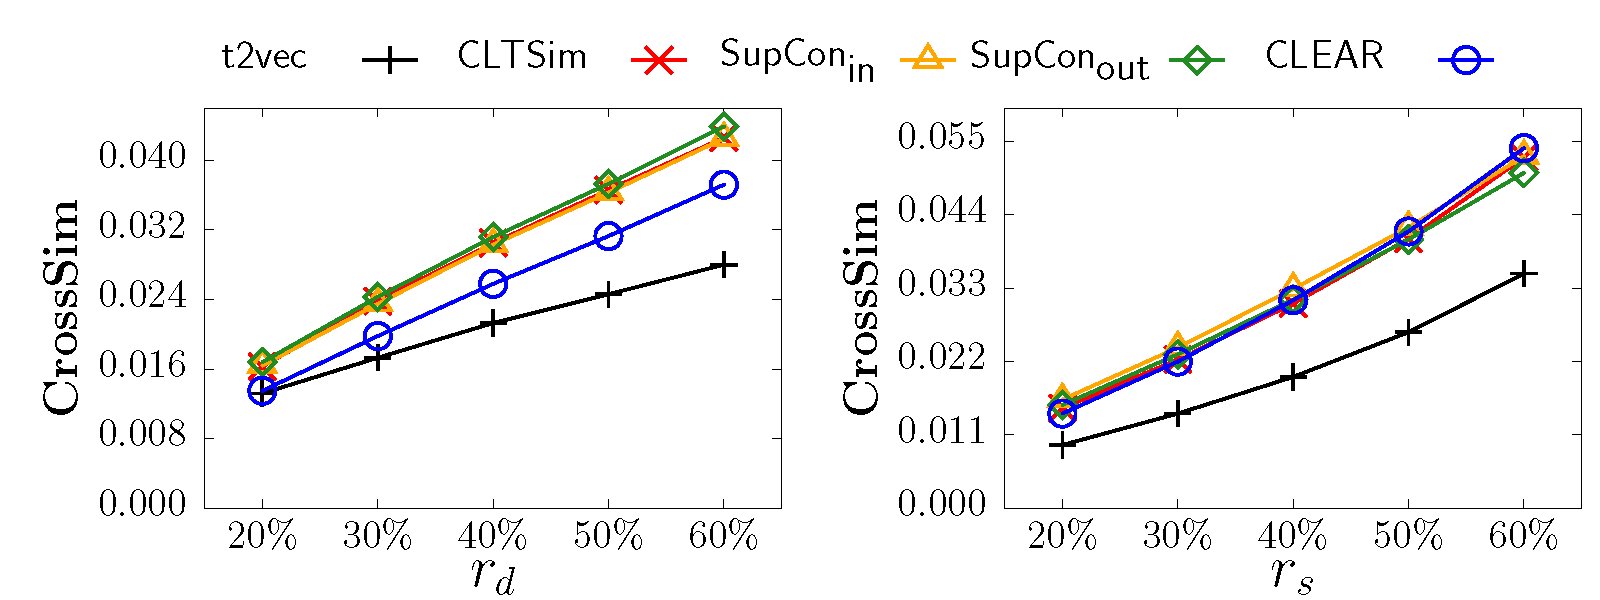 t2vec CLTSim SupCon_in SupCon_out CLEAR
CrossSim
0.040
0.032
0.024
0.016
0.008
0.000
20% 30% 40% 50% 60%
r_d
CrossSim
0.055
0.044
0.033
0.022
0.011
0.000
20% 30% 40% 50% 60%
r_s